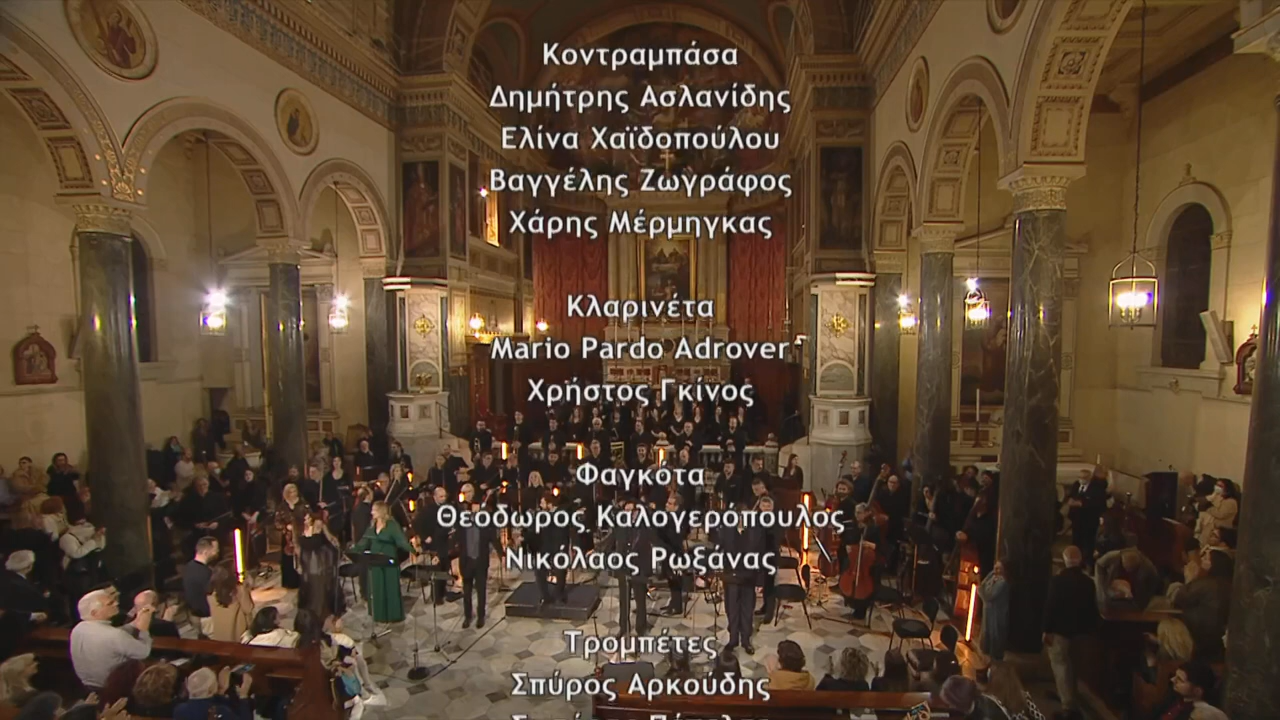 Κοντραμπάσα
Δημήτρης Ασλανίδης
Ελίνα Χαϊδοπούλου
Βαγγέλης Ζωγράφος
Χάρης Μέρμηγκας
Κλαρινέτα
Mario Pardo Adrover
Χρήστος Γκίνος
Φαγκότα
Θεόδωρος Καλογερόπουλος
Νικόλαος Ρωξάνας
Τρομπέτες
Σπύρος Αρκούδης